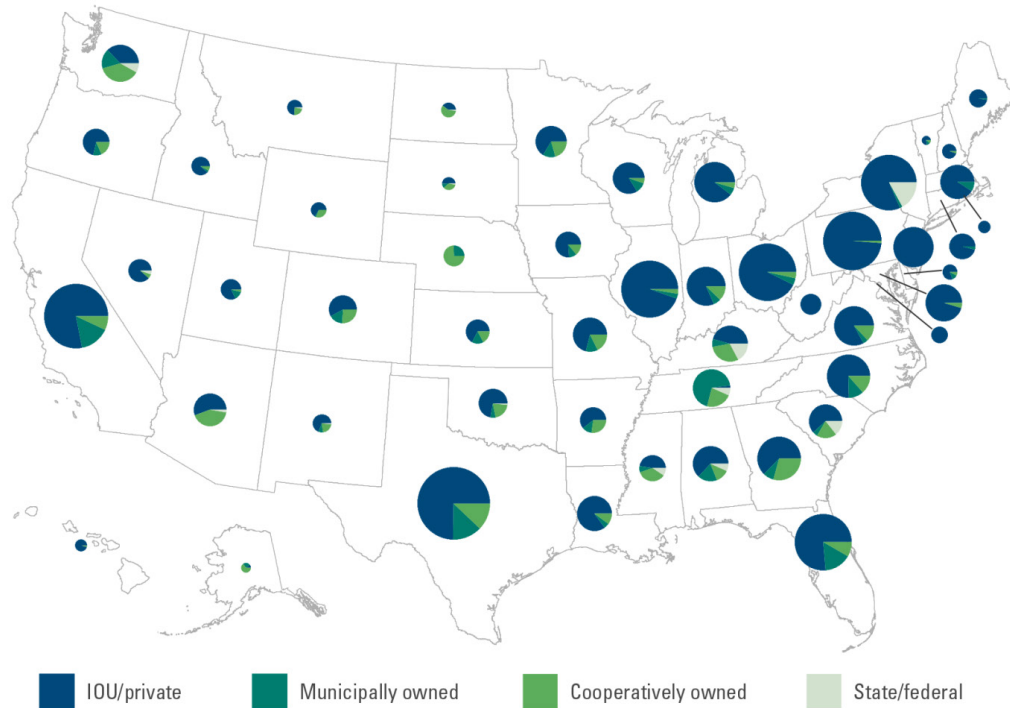 IOU/private
Municipally owned
Cooperatively owned
State/federal